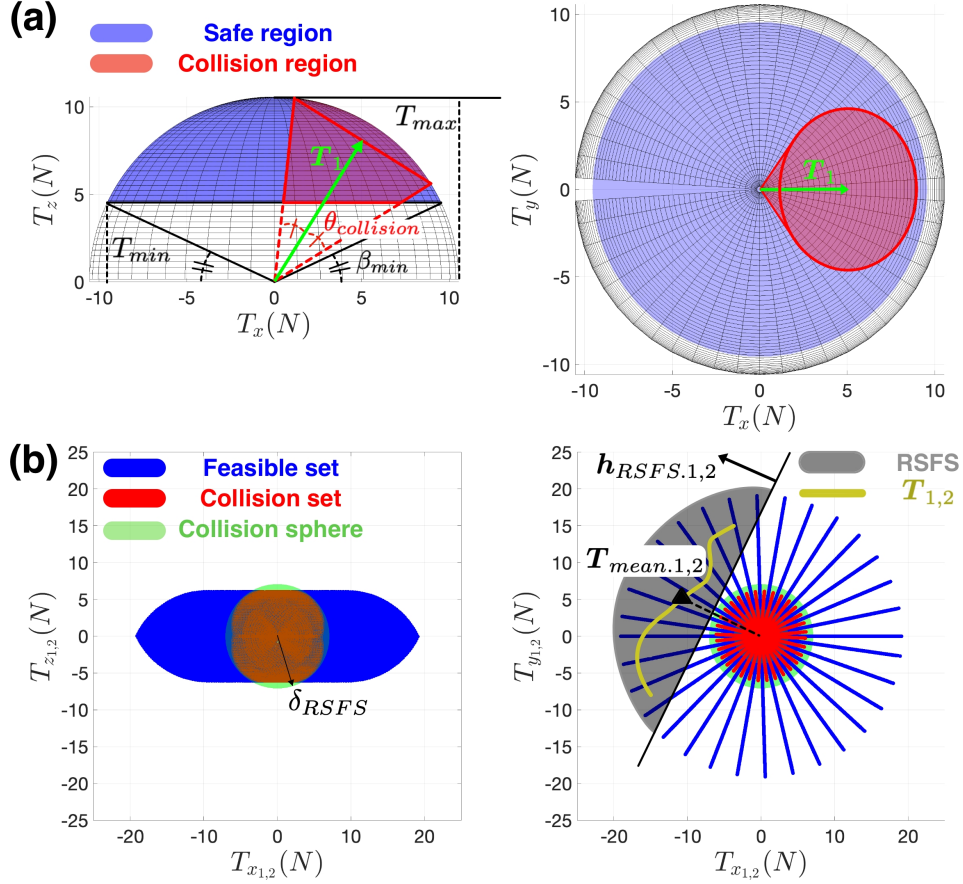 (a)
Safe region
Collision region
T_z(N)
10
5
0
T_max
T_1
θ_collision
T_min
β_min
-10 -5 0 5 10
T_x(N)
T_y(N)
10
5
0
-5
-10
T_1
-10 -5 0 5 10
T_x(N)
(b)
Feasible set
Collision set
Collision sphere
T_{z_{1,2}}(N)
25
20
15
10
5
0
-5
-10
-15
-20
-25
δ_RSFS
-20 -10 0 10 20
T_{x_{1,2}}(N)
h_{RSFS.1,2}
RSFS
T_{1,2}
T_{mean.1,2}
T_{y_{1,2}}(N)
25
20
15
10
5
0
-5
-10
-15
-20
-25
-20 -10 0 10 20
T_{x_{1,2}}(N)